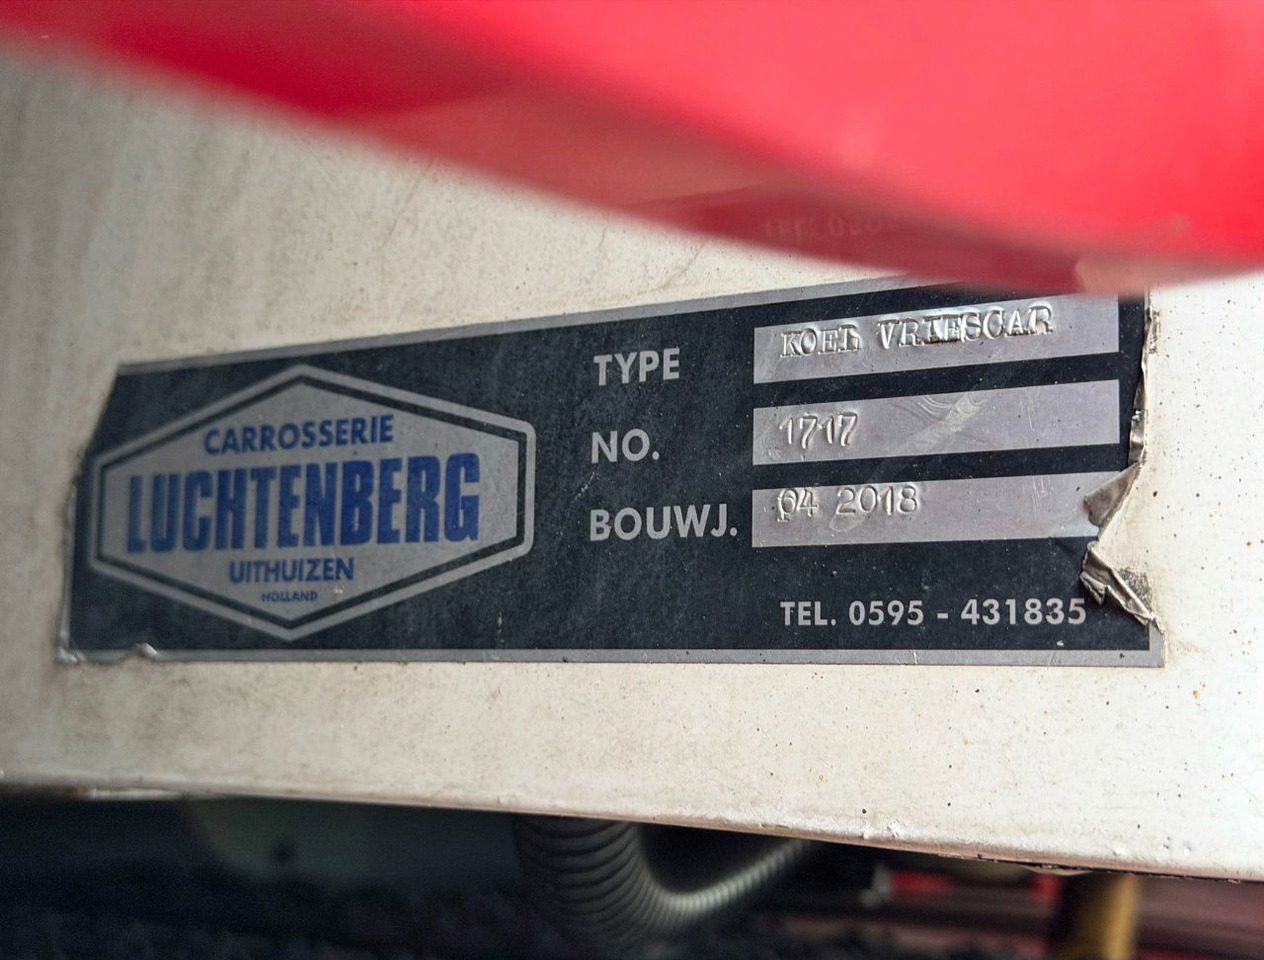 CARROSSERIE
LUCHTENBERG
UITHUIZEN
HOLLAND
TYPE KOEL VRIESCAR
NO. 1717
BOUWJ. 04 2018
TEL. 0595 - 431835